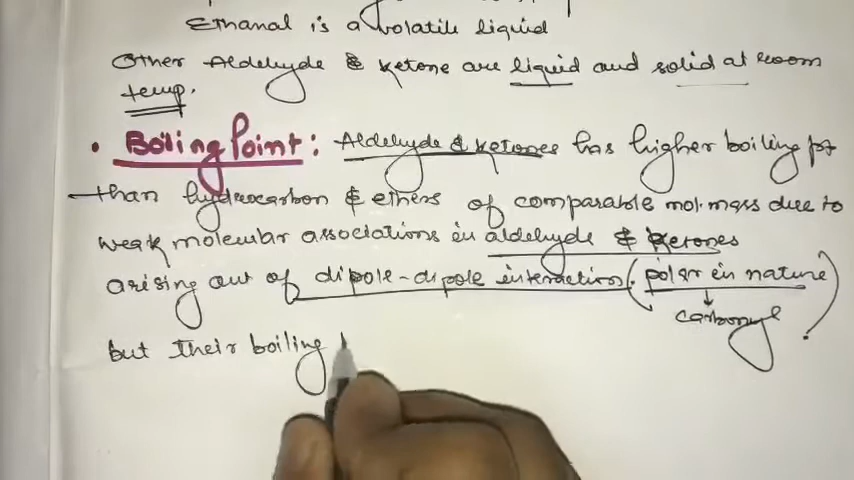 Ethanal is a volatile liquid
Other Aldehyde & ketone are liquid and solid at room
temp.
• Boiling Point: Aldehyde & ketones has higher boiling pt
than hydrocarbon & ethers of comparable mol. mass due to
weak molecular associations in aldehyde & ketones
arising out of dipole-dipole interaction. (polar in nature)
carbonyl
but their boiling